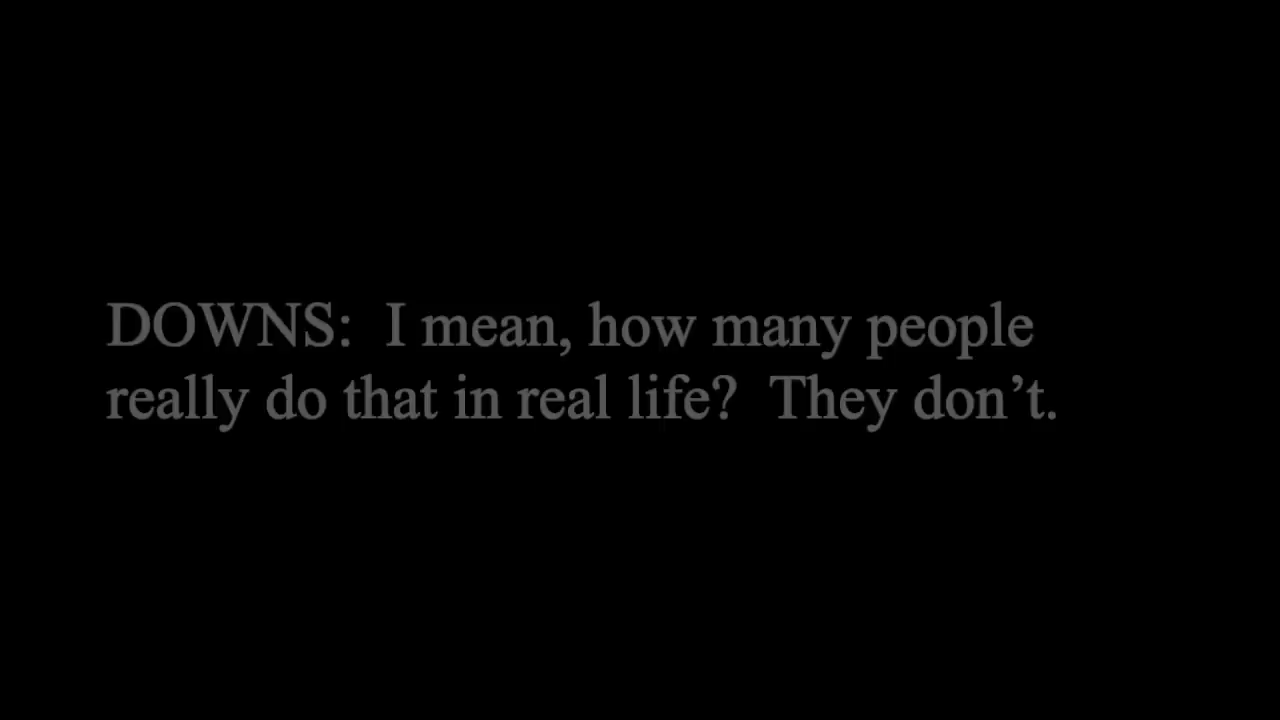 DOWNS:  I mean, how many people
really do that in real life?  They don’t.